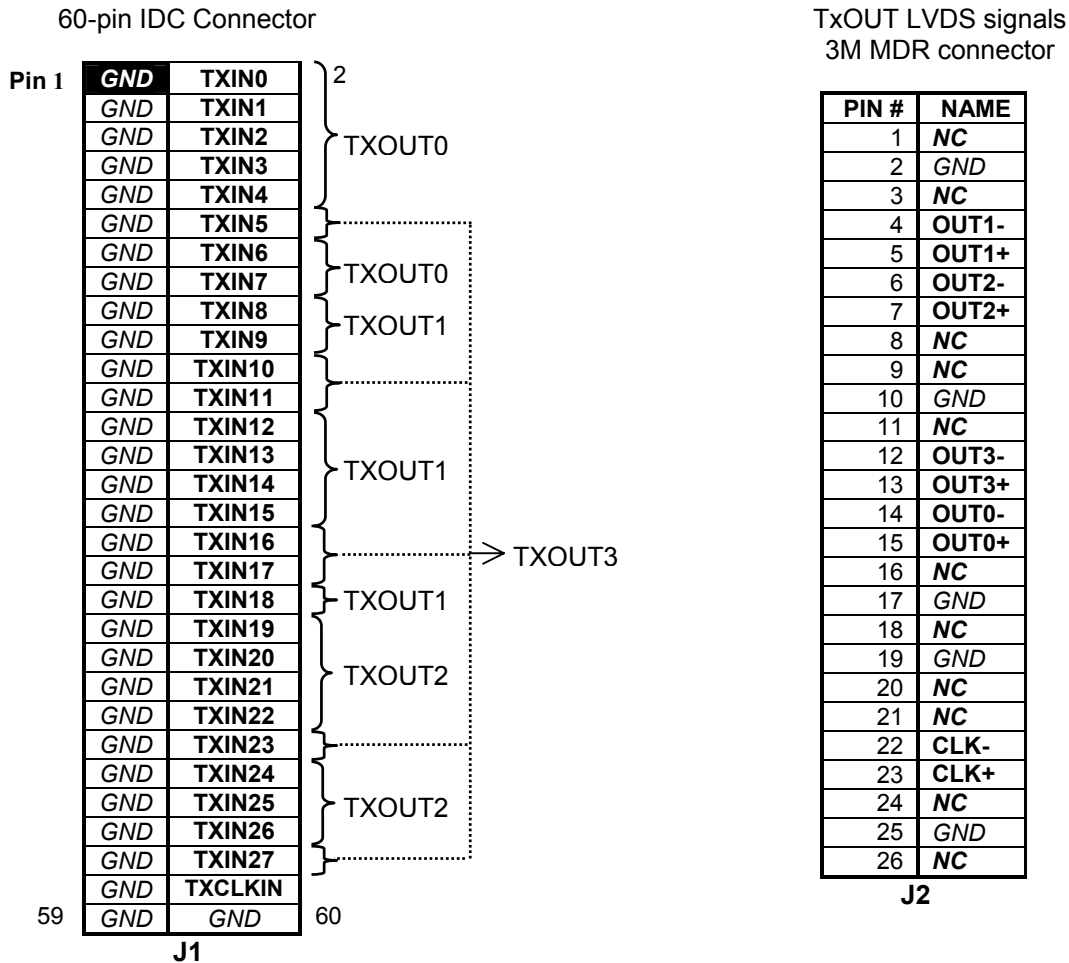 60-pin IDC Connector
Pin 1 GND TXIN0 2
GND TXIN1
GND TXIN2
TXOUT0
GND TXIN3
GND TXIN4
GND TXIN5
GND TXIN6
TXOUT0
GND TXIN7
GND TXIN8
TXOUT1
GND TXIN9
GND TXIN10
GND TXIN11
GND TXIN12
GND TXIN13
TXOUT1
GND TXIN14
GND TXIN15
GND TXIN16
TXOUT3
GND TXIN17
GND TXIN18 TXOUT1
GND TXIN19
GND TXIN20
TXOUT2
GND TXIN21
GND TXIN22
GND TXIN23
GND TXIN24
GND TXIN25
TXOUT2
GND TXIN26
GND TXIN27
GND TXCLKIN
59 GND GND 60
J1
TxOUT LVDS signals
3M MDR connector
PIN # NAME
1 NC
2 GND
3 NC
4 OUT1-
5 OUT1+
6 OUT2-
7 OUT2+
8 NC
9 NC
10 GND
11 NC
12 OUT3-
13 OUT3+
14 OUT0-
15 OUT0+
16 NC
17 GND
18 NC
19 GND
20 NC
21 NC
22 CLK-
23 CLK+
24 NC
25 GND
26 NC
J2